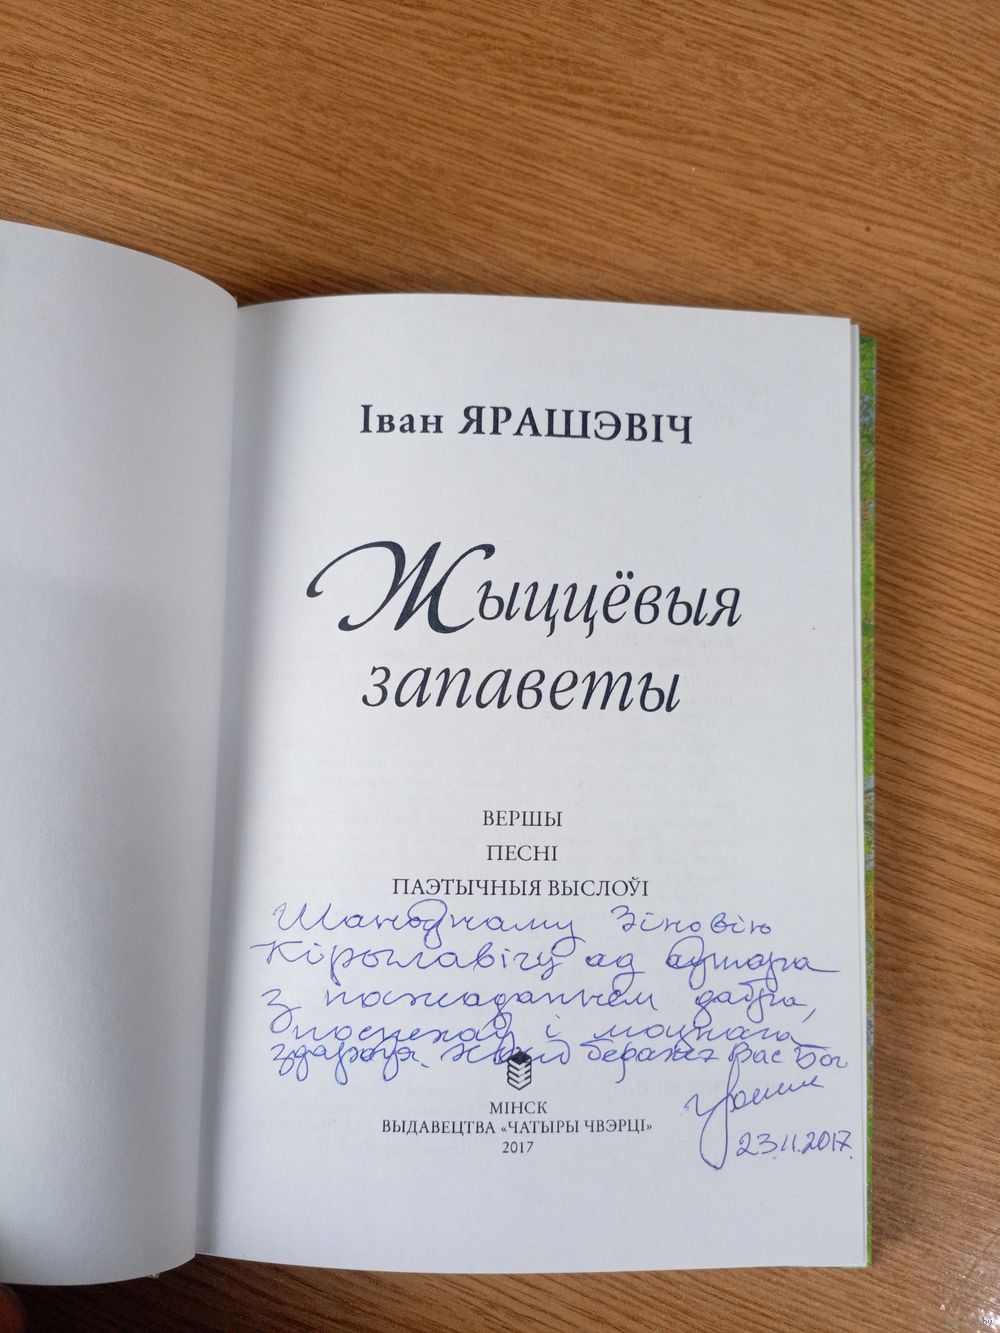 Іван ЯРАШЭВІЧ
Жыццёвыя
запаветы
ВЕРШЫ
ПЕСНІ
ПАЭТЫЧНЫЯ ВЫСЛОЎІ
Шаноўнаму Зіновію
Кірылавічу ад аўтара
з пажаданнем дабра,
поспехаў і моцнага
здароўя. Няхай беражэ Вас Бог
МІНСК
ВЫДАВЕЦТВА «ЧАТЫРЫ ЧВЭРЦІ»
2017
23.11.2017.